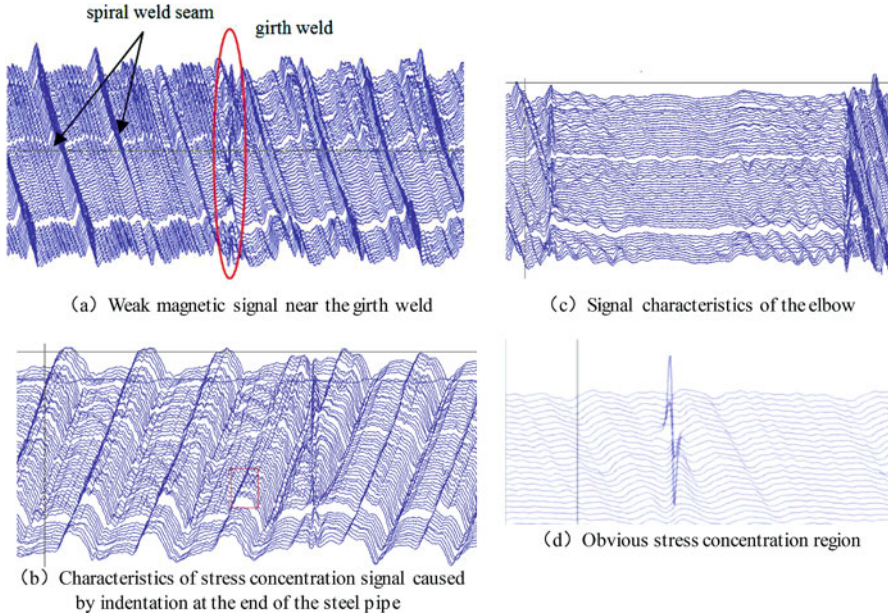 spiral weld seam
girth weld
(a) Weak magnetic signal near the girth weld
(c) Signal characteristics of the elbow
(b) Characteristics of stress concentration signal caused
by indentation at the end of the steel pipe
(d) Obvious stress concentration region